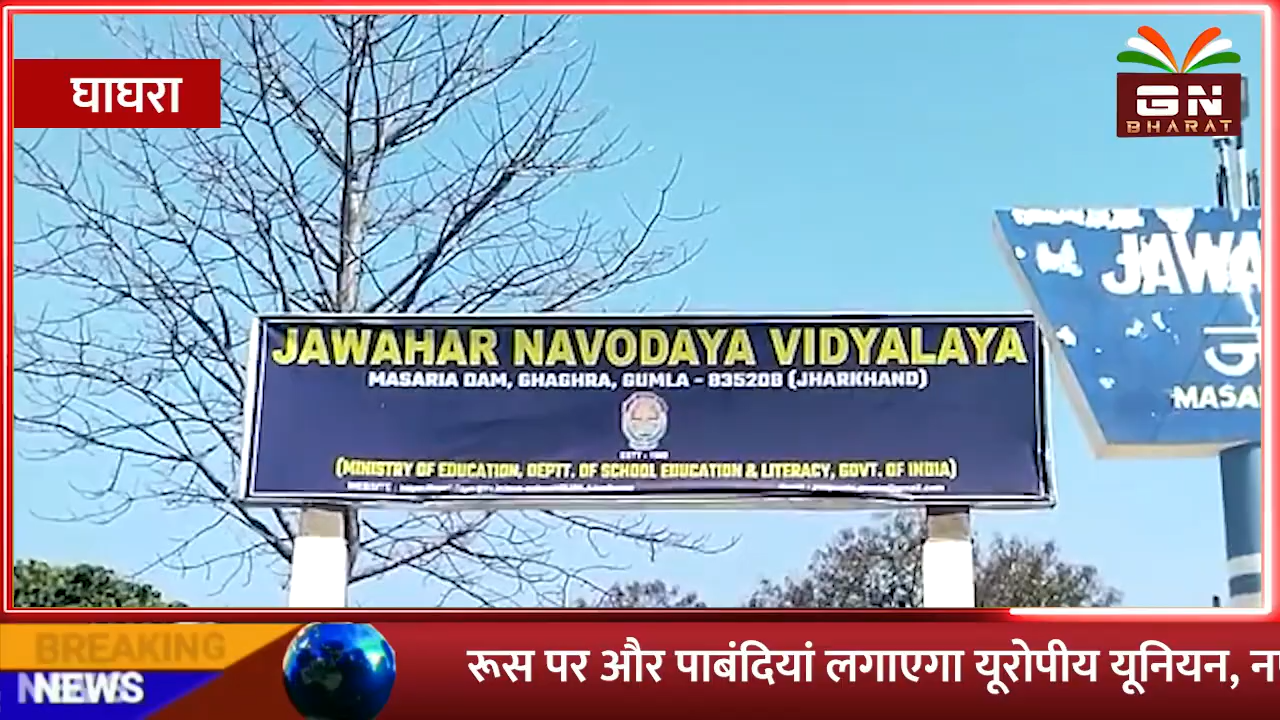 घाघरा
GN
BHARAT
JAWAHAR NAVODAYA VIDYALAYA
MASARIA DAM, GHAGHRA, GUMLA - 835208 (JHARKHAND)
(MINISTRY OF EDUCATION, DEPTT. OF SCHOOL EDUCATION & LITERACY, GOVT. OF INDIA)
JAWA
MASA
BREAKING
NEWS
रूस पर और पाबंदियां लगाएगा यूरोपीय यूनियन,